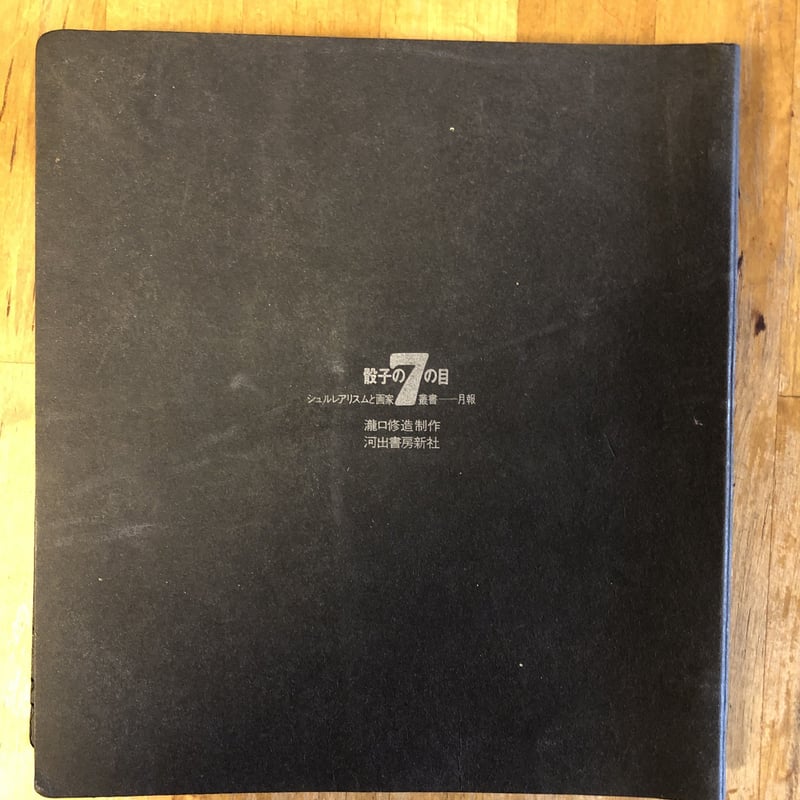 骰子の7の目
シュルレアリスムと画家叢書——月報
瀧口修造制作
河出書房新社